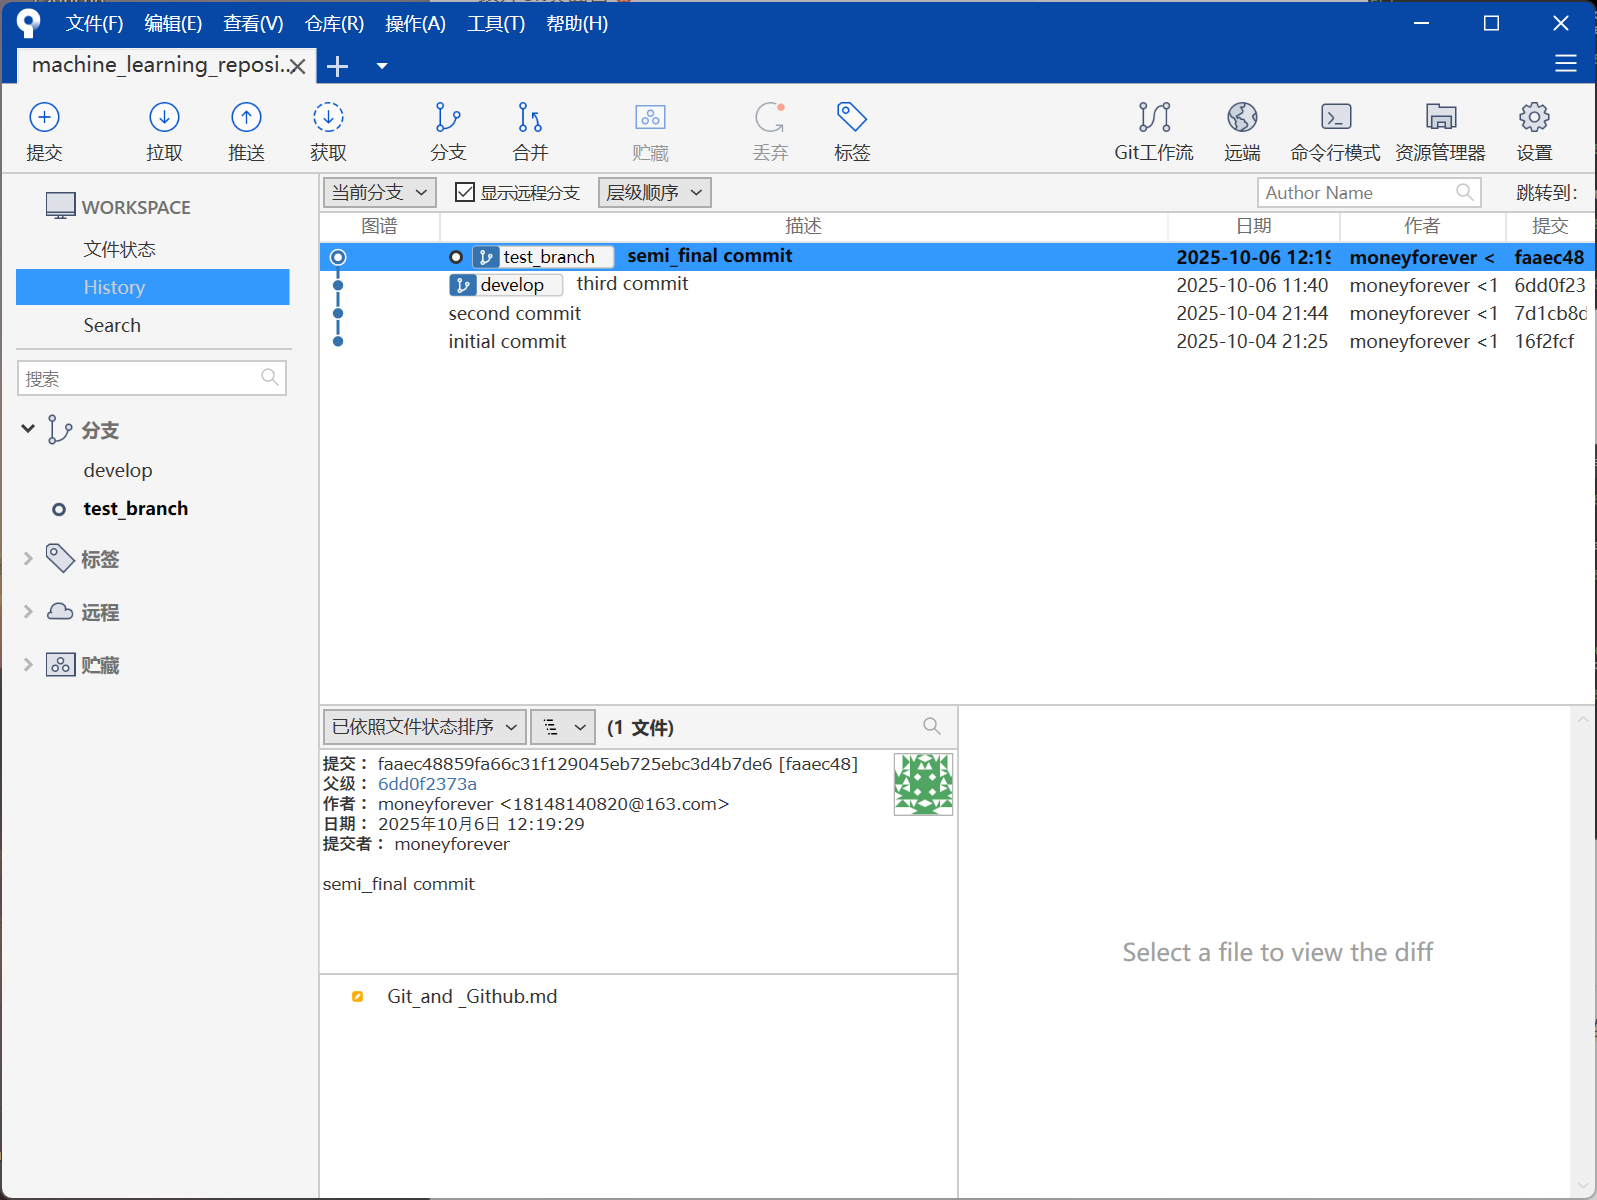 文件(F) 编辑(E) 查看(V) 仓库(R) 操作(A) 工具(T) 帮助(H)
machine_learning_reposi..
提交 拉取 推送 获取 分支 合并 贮藏 丢弃 标签 Git工作流 远端 命令行模式 资源管理器 设置
WORKSPACE
文件状态
History
Search
搜索
分支
develop
test_branch
标签
远程
贮藏
当前分支 显示远程分支 层级顺序 Author Name 跳转到:
图谱 描述 日期 作者 提交
test_branch semi_final commit 2025-10-06 12:19 moneyforever < faaec48
develop third commit 2025-10-06 11:40 moneyforever <1 6dd0f23
second commit 2025-10-04 21:44 moneyforever <1 7d1cb8d
initial commit 2025-10-04 21:25 moneyforever <1 16f2fcf
已依照文件状态排序 (1 文件)
提交： faaec48859fa66c31f129045eb725ebc3d4b7de6 [faaec48]
父级： 6dd0f2373a
作者： moneyforever <18148140820@163.com>
日期： 2025年10月6日 12:19:29
提交者： moneyforever
semi_final commit
Git_and _Github.md
Select a file to view the diff